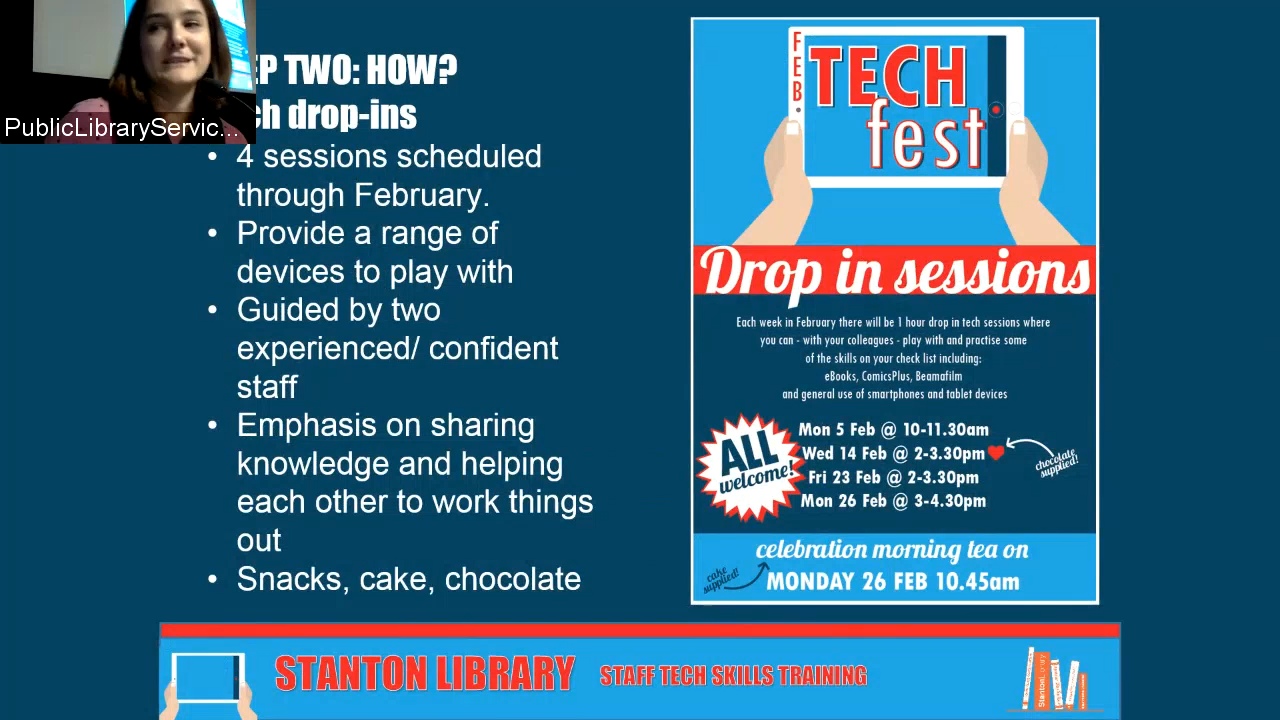 EP TWO: HOW?
ch drop-ins
PublicLibraryServic...
• 4 sessions scheduled
through February.
• Provide a range of
devices to play with
• Guided by two
experienced/ confident
staff
• Emphasis on sharing
knowledge and helping
each other to work things
out
• Snacks, cake, chocolate
FEB
TECH
fest
Drop in sessions
Each week in February there will be 1 hour drop in tech sessions where
you can - with your colleagues - play with and practise some
of the skills on your check list including:
eBooks, ComicsPlus, Beamafilm
and general use of smartphones and tablet devices
ALL
welcome!
Mon 5 Feb @ 10-11.30am
Wed 14 Feb @ 2-3.30pm
Fri 23 Feb @ 2-3.30pm
Mon 26 Feb @ 3-4.30pm
chocolate
supplied!
celebration morning tea on
cake
supplied!
MONDAY 26 FEB 10.45am
STANTON LIBRARY STAFF TECH SKILLS TRAINING
StantonLibrary